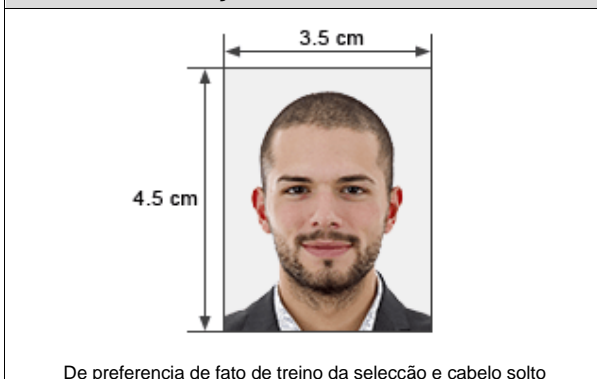 3.5 cm
4.5 cm
De preferencia de fato de treino da selecção e cabelo solto